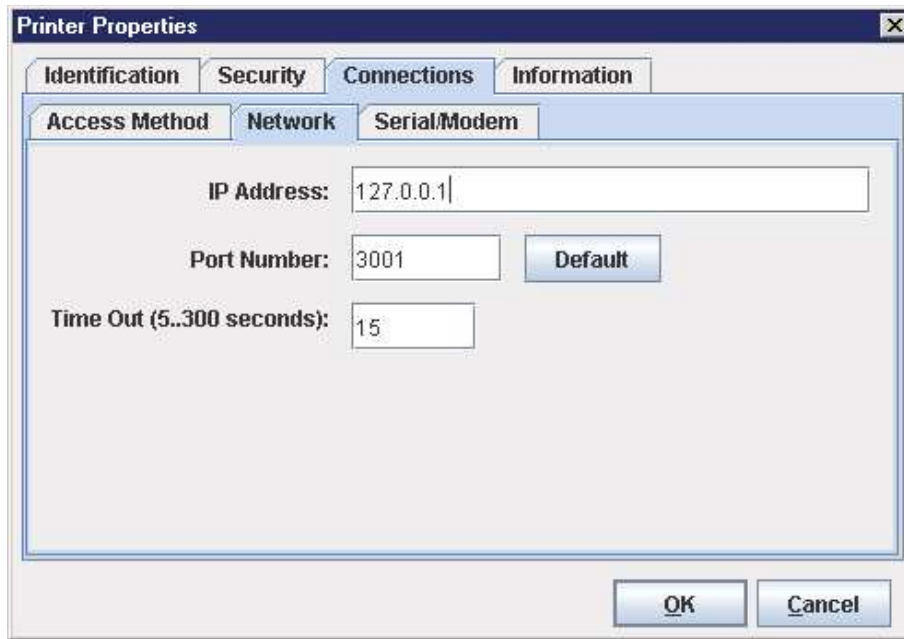 Printer Properties
Identification Security Connections Information
Access Method Network Serial/Modem
IP Address: 127.0.0.1
Port Number: 3001 Default
Time Out (5..300 seconds): 15
OK Cancel